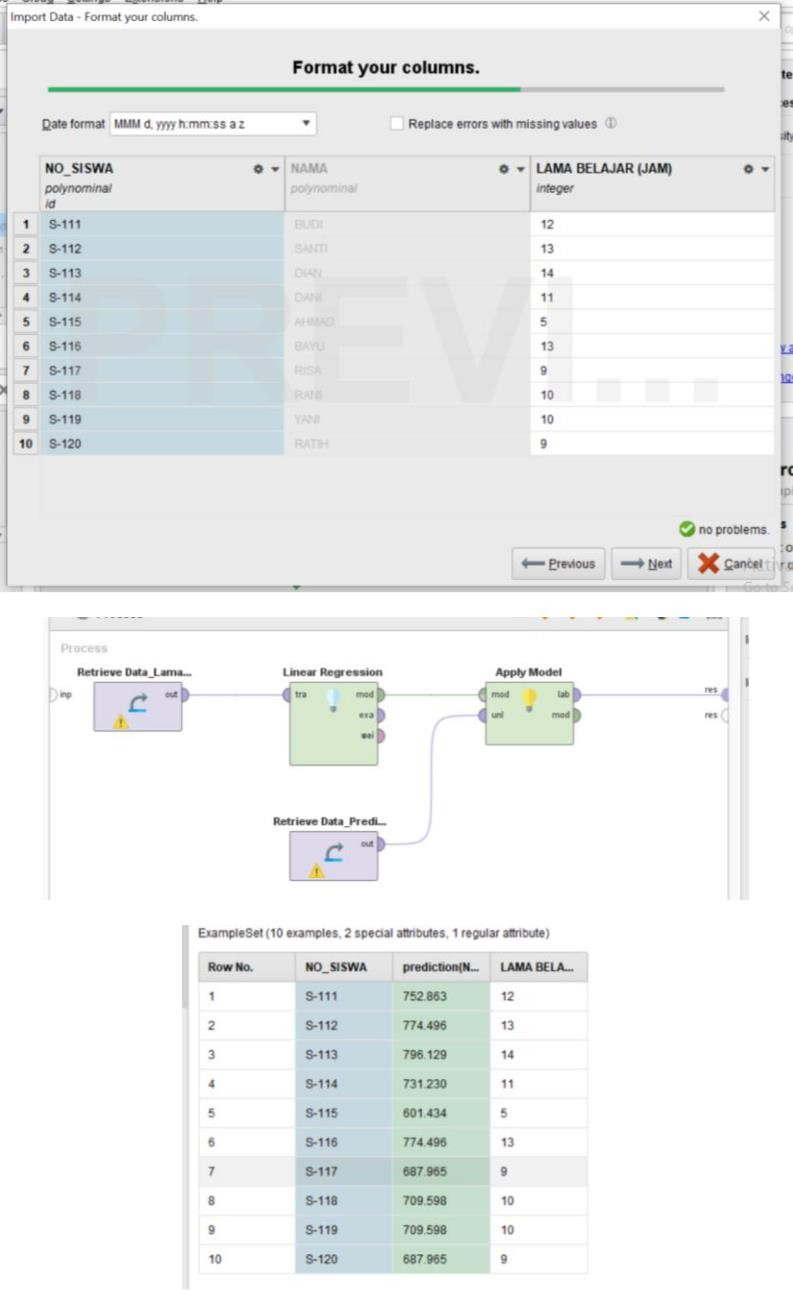 Import Data - Format your columns.
Format your columns.
Date format MMM d, yyyy h:mm:ss a z
Replace errors with missing values
NO_SISWA NAMA LAMA BELAJAR (JAM)
polynominal polynominal integer
id
1 S-111 BUDI 12
2 S-112 SANTI 13
3 S-113 DIAN 14
4 S-114 DANI 11
5 S-115 AHMAD 5
6 S-116 BAYU 13
7 S-117 RISA 9
8 S-118 RANI 10
9 S-119 YANI 10
10 S-120 RATIH 9
PREVI...
no problems.
Previous Next Cancel
Process
Retrieve Data_Lama... Linear Regression Apply Model
inp out tra mod mod lab res
exa unl mod res
wei
Retrieve Data_Predi...
out
ExampleSet (10 examples, 2 special attributes, 1 regular attribute)
Row No. NO_SISWA prediction(N... LAMA BELA...
1 S-111 752.863 12
2 S-112 774.496 13
3 S-113 796.129 14
4 S-114 731.230 11
5 S-115 601.434 5
6 S-116 774.496 13
7 S-117 687.965 9
8 S-118 709.598 10
9 S-119 709.598 10
10 S-120 687.965 9